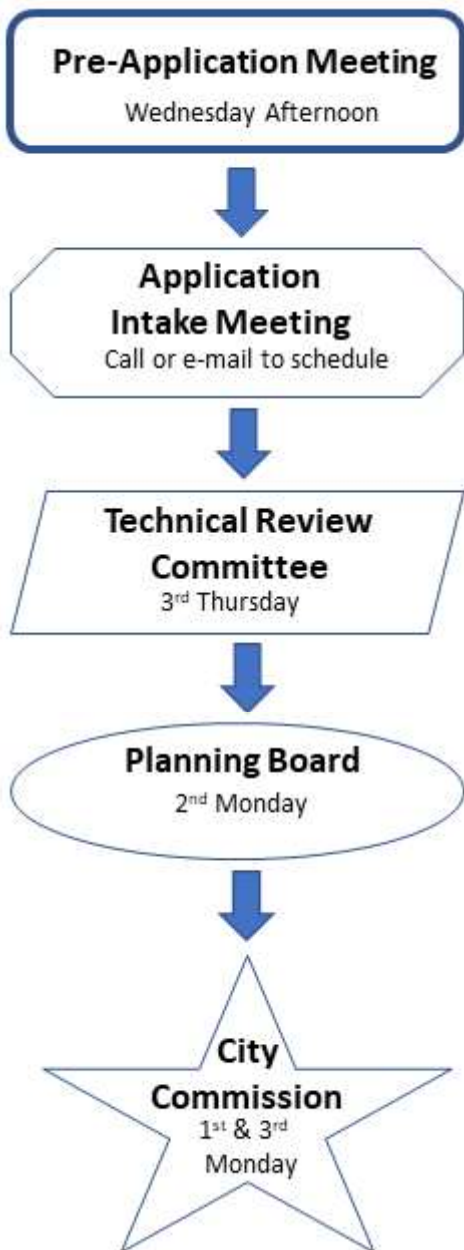 Pre-Application Meeting
Wednesday Afternoon
Application
Intake Meeting
Call or e-mail to schedule
Technical Review
Committee
3rd Thursday
Planning Board
2nd Monday
City
Commission
1st & 3rd
Monday